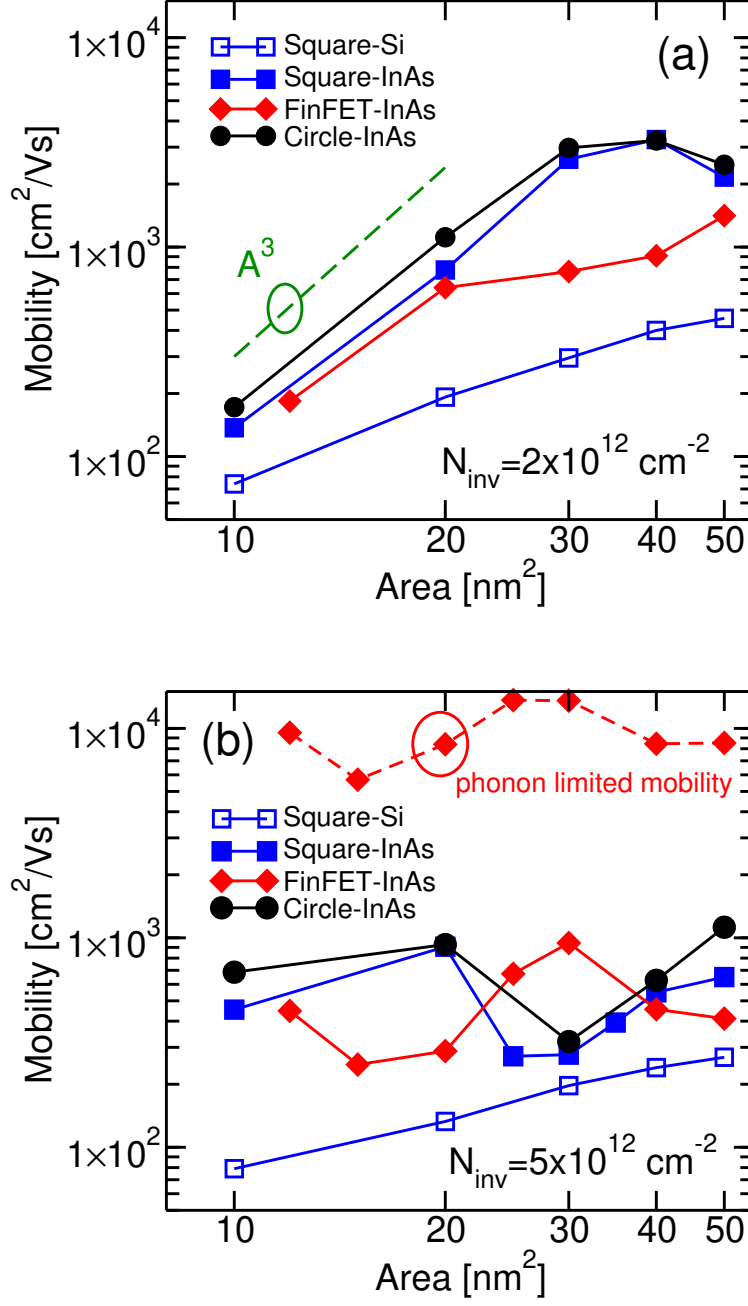 (a)
Square-Si
Square-InAs
FinFET-InAs
Circle-InAs
A³
N_inv=2x10¹² cm⁻²
Mobility [cm²/Vs]
1×10⁴
1×10³
1×10²
10 20 30 40 50
Area [nm²]
(b)
phonon limited mobility
Square-Si
Square-InAs
FinFET-InAs
Circle-InAs
N_inv=5x10¹² cm⁻²
Mobility [cm²/Vs]
1×10⁴
1×10³
1×10²
10 20 30 40 50
Area [nm²]